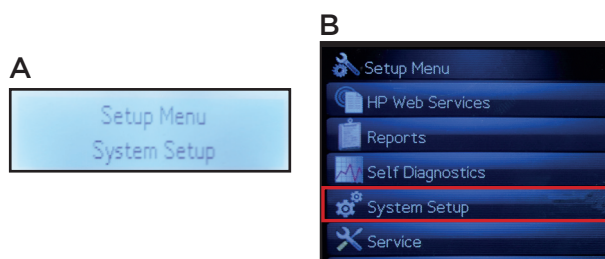 A
Setup Menu
System Setup
B
Setup Menu
HP Web Services
Reports
Self Diagnostics
System Setup
Service